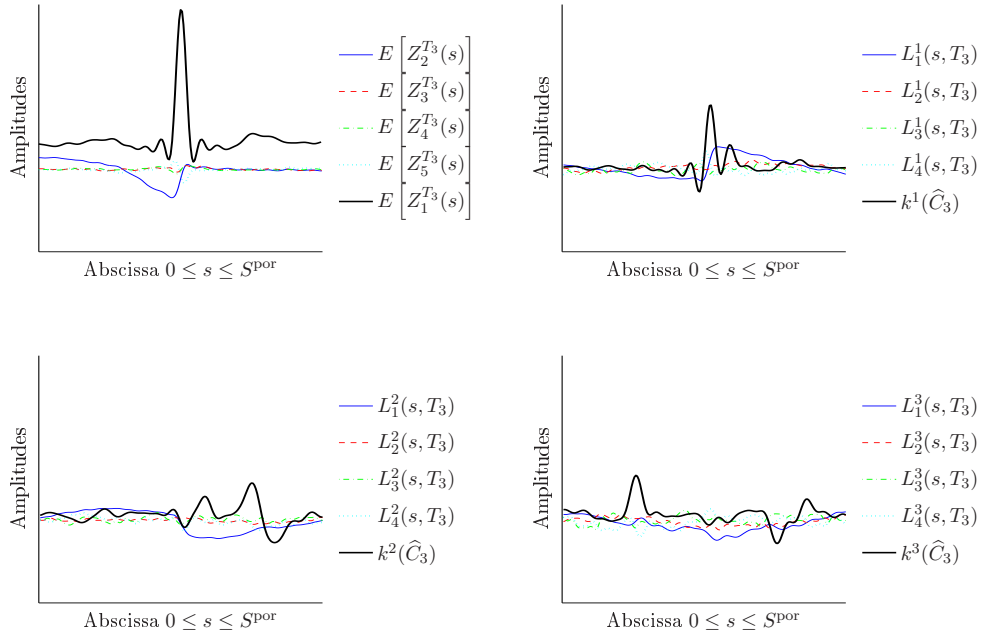 Amplitudes
E[Z_2^{T_3}(s)]
E[Z_3^{T_3}(s)]
E[Z_4^{T_3}(s)]
E[Z_5^{T_3}(s)]
E[Z_1^{T_3}(s)]
Abscissa 0 ≤ s ≤ S^{por}
Amplitudes
L_1^1(s, T_3)
L_2^1(s, T_3)
L_3^1(s, T_3)
L_4^1(s, T_3)
k^1(Ĉ_3)
Abscissa 0 ≤ s ≤ S^{por}
Amplitudes
L_1^2(s, T_3)
L_2^2(s, T_3)
L_3^2(s, T_3)
L_4^2(s, T_3)
k^2(Ĉ_3)
Abscissa 0 ≤ s ≤ S^{por}
Amplitudes
L_1^3(s, T_3)
L_2^3(s, T_3)
L_3^3(s, T_3)
L_4^3(s, T_3)
k^3(Ĉ_3)
Abscissa 0 ≤ s ≤ S^{por}